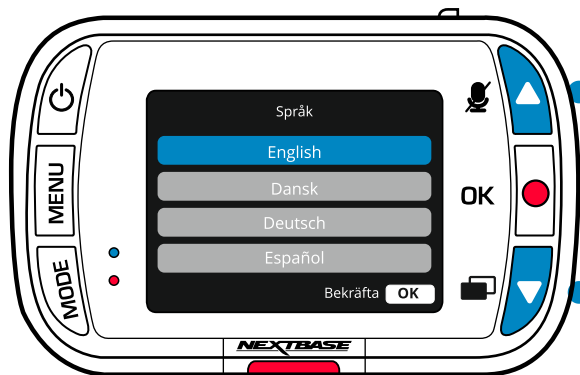 Språk
English
Dansk
Deutsch
Español
Bekräfta OK
MENU
MODE
OK
NEXTBASE